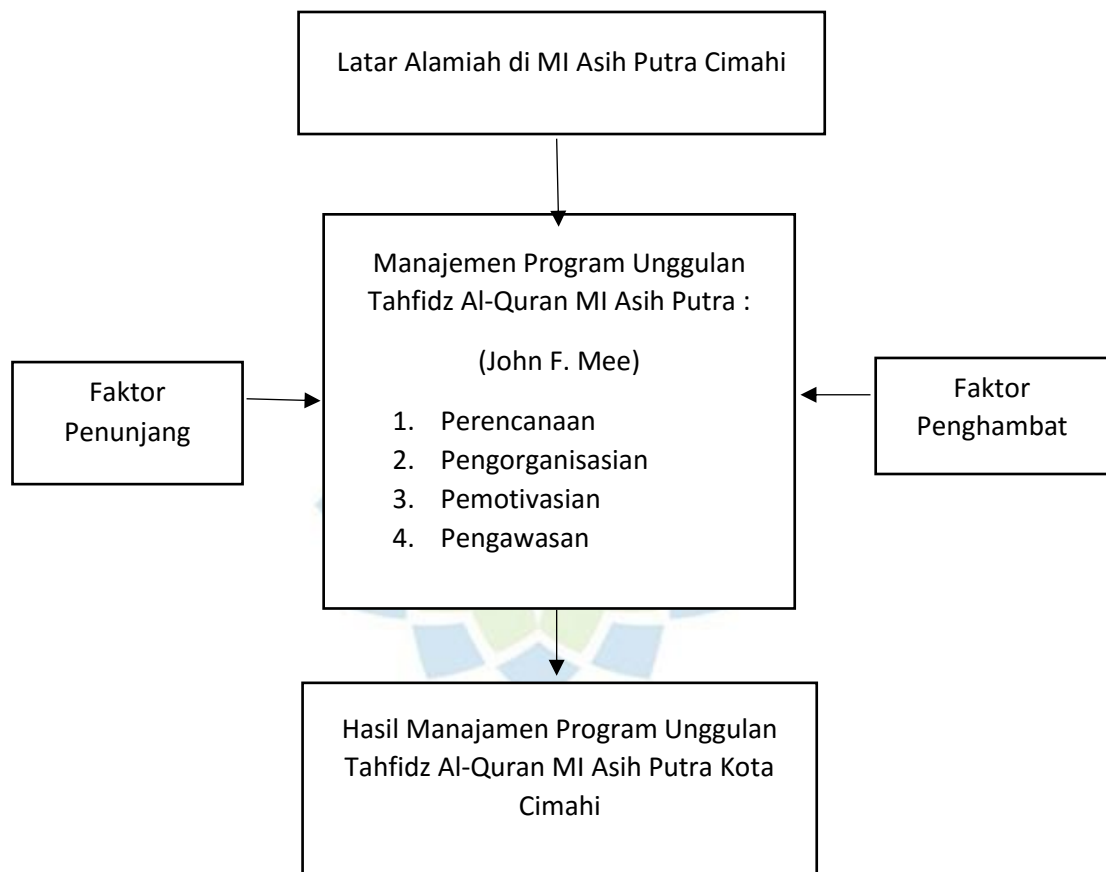 Latar Alamiah di MI Asih Putra Cimahi
Manajemen Program Unggulan
Tahfidz Al-Quran MI Asih Putra :
(John F. Mee)
1. Perencanaan
2. Pengorganisasian
3. Pemotivasian
4. Pengawasan
Faktor
Penunjang
Faktor
Penghambat
Hasil Manajamen Program Unggulan
Tahfidz Al-Quran MI Asih Putra Kota
Cimahi